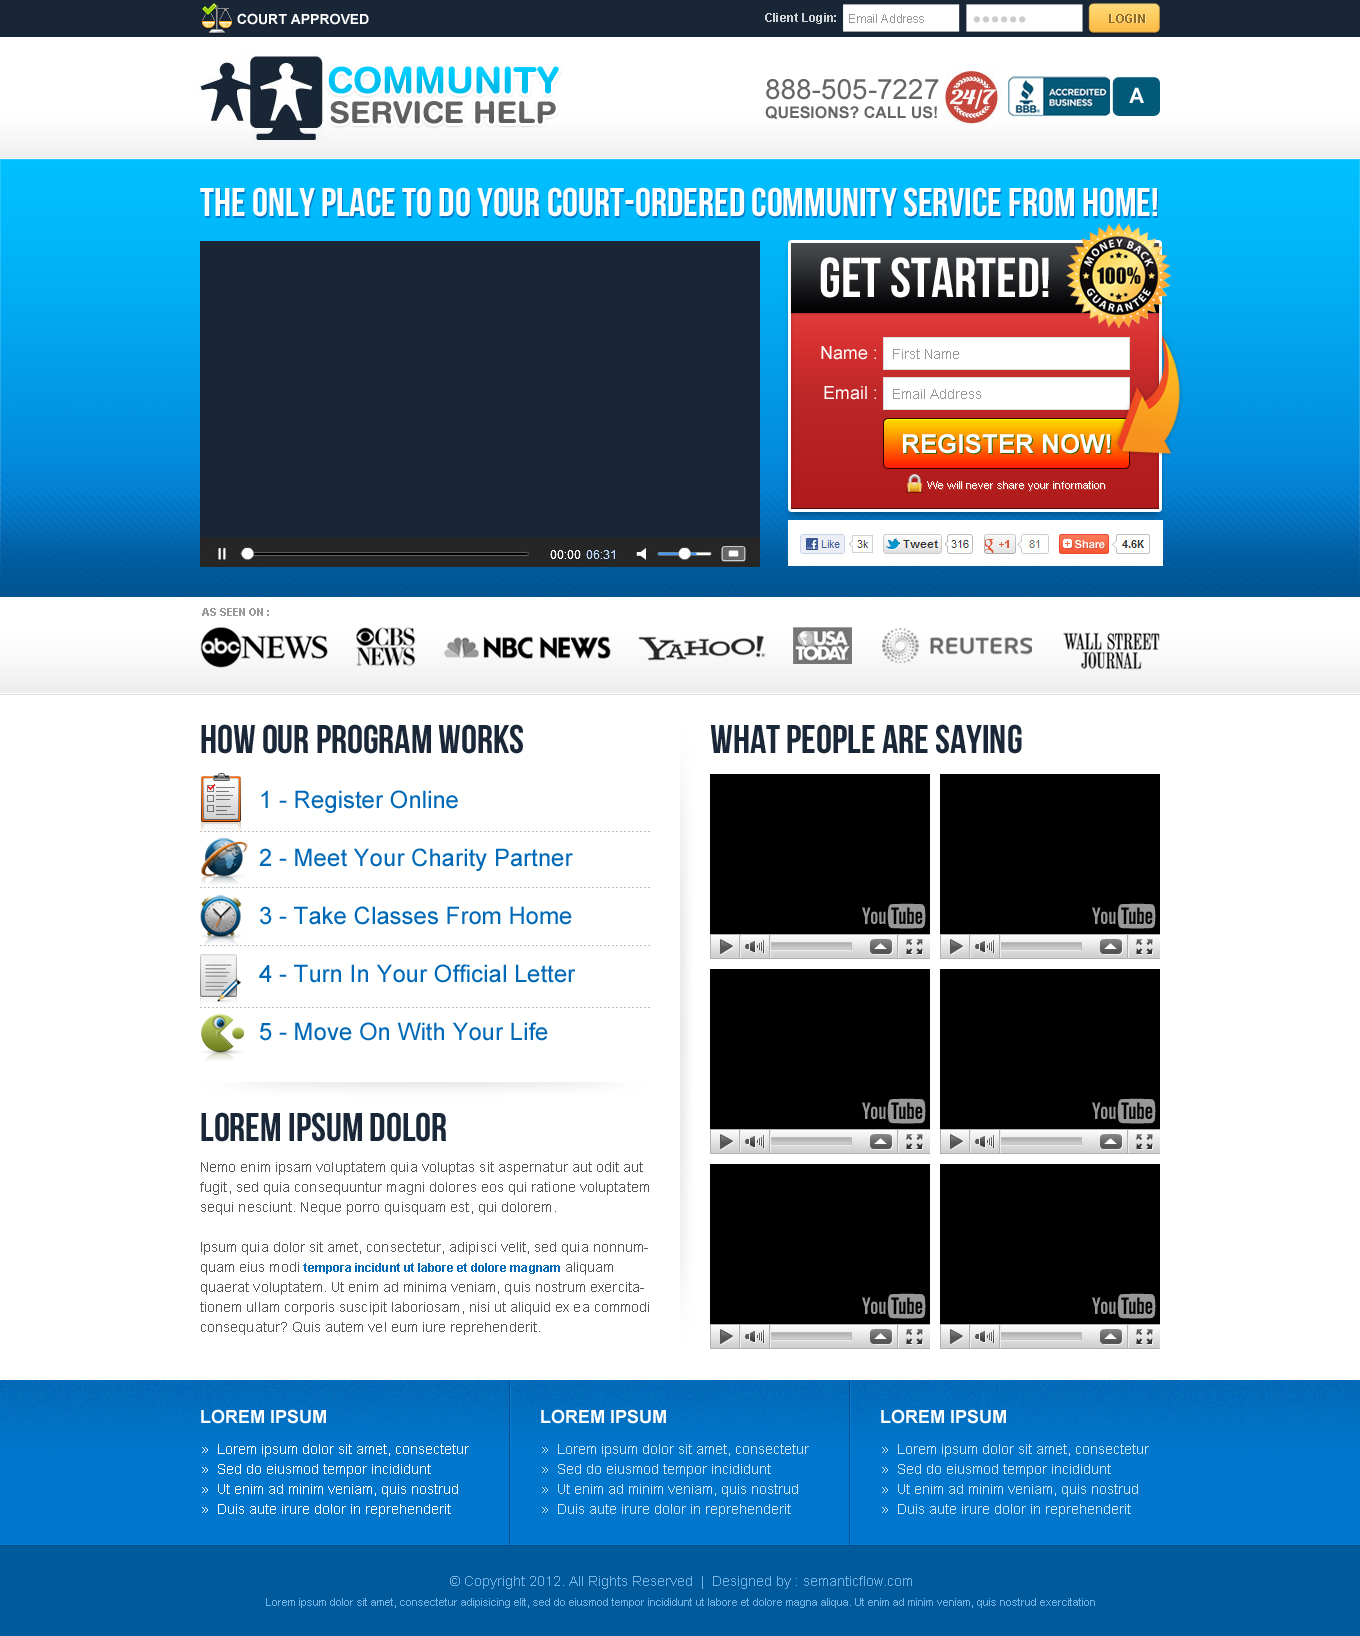 COURT APPROVED
Client Login: Email Address LOGIN
COMMUNITY
SERVICE HELP
888-505-7227
QUESIONS? CALL US!
24/7
BBB.
ACCREDITED
BUSINESS
A
THE ONLY PLACE TO DO YOUR COURT-ORDERED COMMUNITY SERVICE FROM HOME!
GET STARTED!
MONEY BACK
100%
GUARANTEE
Name : First Name
Email : Email Address
REGISTER NOW!
We will never share your information
00:00 06:31
Like 3k Tweet 316 g +1 81 Share 4.6K
AS SEEN ON :
abc NEWS
CBS
NEWS
NBC NEWS
YAHOO!
USA
TODAY
REUTERS
WALL STREET
JOURNAL
HOW OUR PROGRAM WORKS
1 - Register Online
2 - Meet Your Charity Partner
3 - Take Classes From Home
4 - Turn In Your Official Letter
5 - Move On With Your Life
LOREM IPSUM DOLOR
Nemo enim ipsam voluptatem quia voluptas sit aspernatur aut odit aut
fugit, sed quia consequuntur magni dolores eos qui ratione voluptatem
sequi nesciunt. Neque porro quisquam est, qui dolorem.
Ipsum quia dolor sit amet, consectetur, adipisci velit, sed quia nonnum-
quam eius modi tempora incidunt ut labore et dolore magnam aliquam
quaerat voluptatem. Ut enim ad minima veniam, quis nostrum exercita-
tionem ullam corporis suscipit laboriosam, nisi ut aliquid ex ea commodi
consequatur? Quis autem vel eum iure reprehenderit.
WHAT PEOPLE ARE SAYING
YouTube
YouTube
YouTube
YouTube
YouTube
YouTube
LOREM IPSUM
» Lorem ipsum dolor sit amet, consectetur
» Sed do eiusmod tempor incididunt
» Ut enim ad minim veniam, quis nostrud
» Duis aute irure dolor in reprehenderit
LOREM IPSUM
» Lorem ipsum dolor sit amet, consectetur
» Sed do eiusmod tempor incididunt
» Ut enim ad minim veniam, quis nostrud
» Duis aute irure dolor in reprehenderit
LOREM IPSUM
» Lorem ipsum dolor sit amet, consectetur
» Sed do eiusmod tempor incididunt
» Ut enim ad minim veniam, quis nostrud
» Duis aute irure dolor in reprehenderit
© Copyright 2012. All Rights Reserved | Designed by : semanticflow.com
Lorem ipsum dolor sit amet, consectetur adipisicing elit, sed do eiusmod tempor incididunt ut labore et dolore magna aliqua. Ut enim ad minim veniam, quis nostrud exercitation